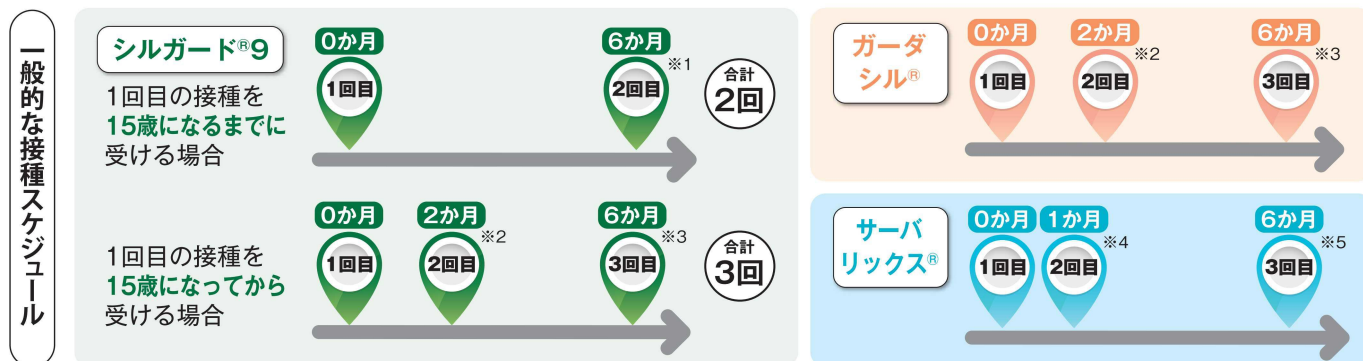 一般的な接種スケジュール
シルガード®9
1回目の接種を
15歳になるまでに
受ける場合
0か月
1回目
6か月
※1
2回目
合計
2回
1回目の接種を
15歳になってから
受ける場合
0か月
1回目
2か月
※2
2回目
6か月
※3
3回目
合計
3回
ガーダ
シル®
0か月
1回目
2か月
※2
2回目
6か月
※3
3回目
サーバ
リックス®
0か月
1回目
1か月
※4
2回目
6か月
※5
3回目